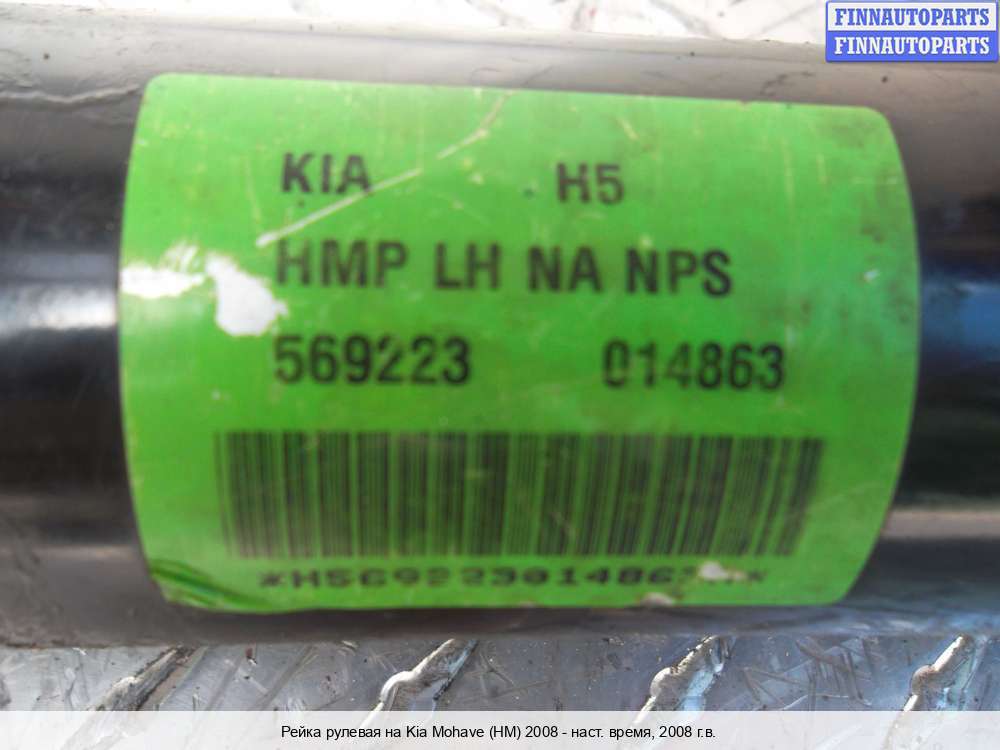 FINNAUTOPARTS
FINNAUTOPARTS
KIA H5
HMP LH NA NPS
569223 014863
Рейка рулевая на Kia Mohave (HM) 2008 - наст. время, 2008 г.в.